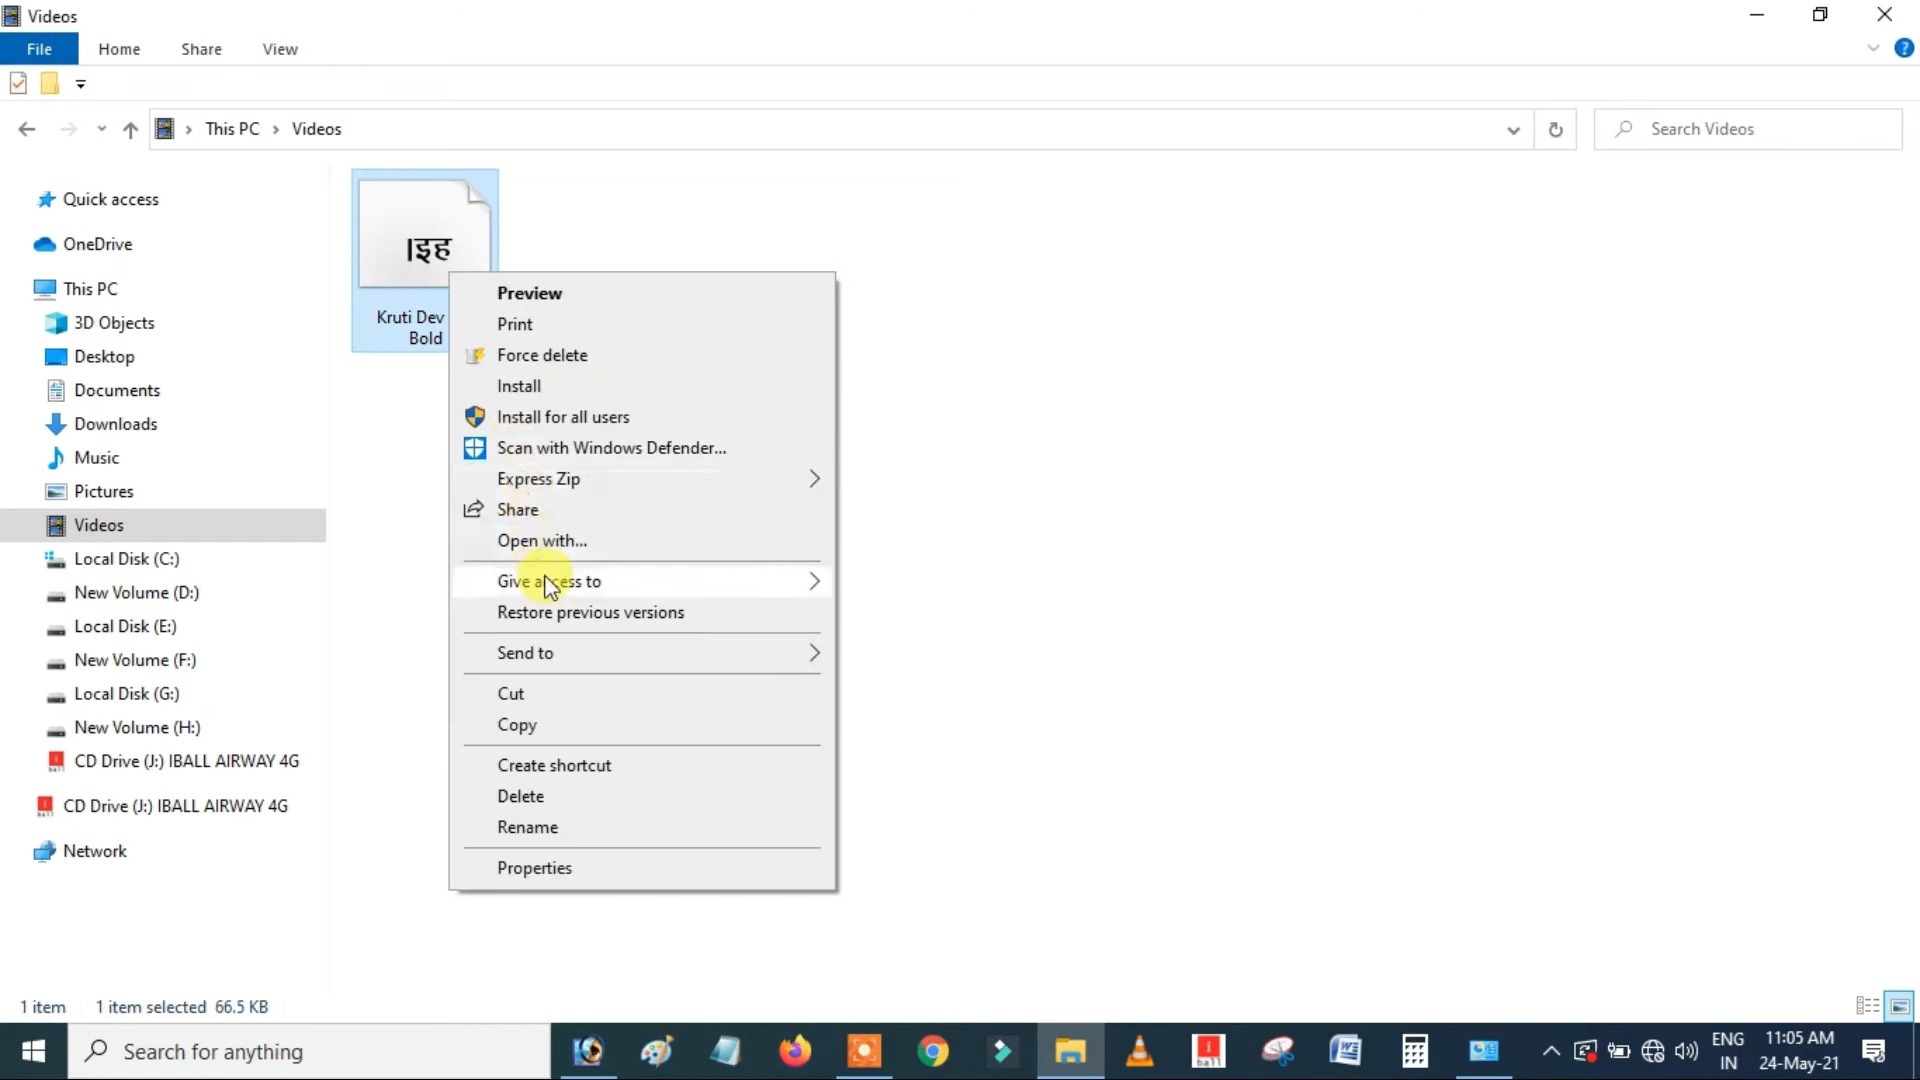 Videos
File Home Share View
This PC > Videos
Search Videos
Quick access
OneDrive
This PC
3D Objects
Desktop
Documents
Downloads
Music
Pictures
Videos
Local Disk (C:)
New Volume (D:)
Local Disk (E:)
New Volume (F:)
Local Disk (G:)
New Volume (H:)
CD Drive (J:) IBALL AIRWAY 4G
CD Drive (J:) IBALL AIRWAY 4G
Network
।इह
Kruti Dev
Bold
Preview
Print
Force delete
Install
Install for all users
Scan with Windows Defender...
Express Zip
Share
Open with...
Give access to
Restore previous versions
Send to
Cut
Copy
Create shortcut
Delete
Rename
Properties
1 item 1 item selected 66.5 KB
Search for anything
ball
ENG
IN
11:05 AM
24-May-21